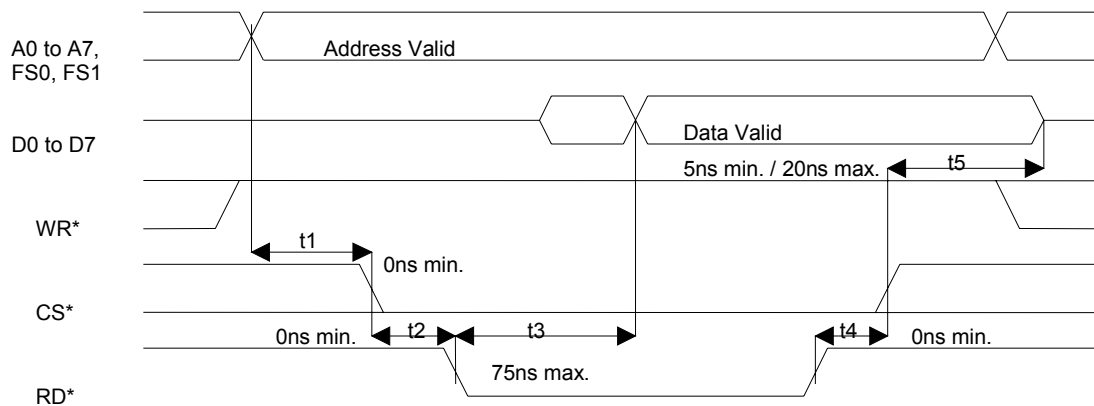 A0 to A7,
FS0, FS1
Address Valid
D0 to D7
Data Valid
5ns min. / 20ns max.
t5
WR*
t1
0ns min.
CS*
0ns min.
t2
t3
t4
0ns min.
75ns max.
RD*